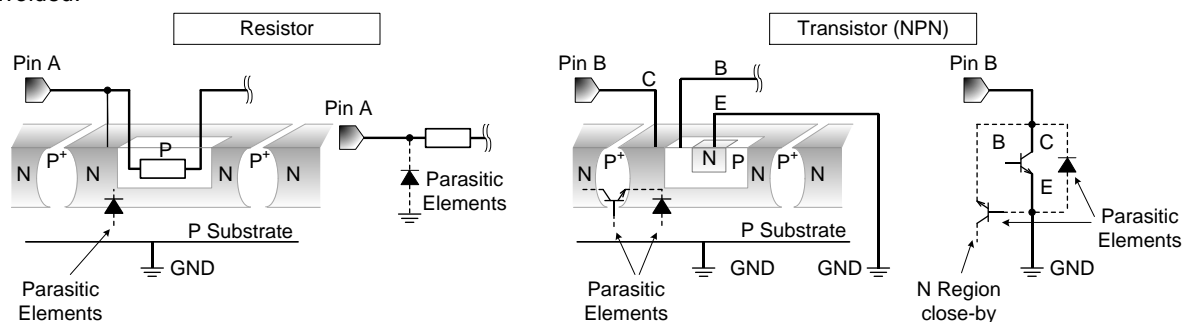 Resistor
Transistor (NPN)
Pin A
Pin B
C
B
E
Pin B
Pin A
N
P+
N
P
P+
N
Parasitic
Elements
N
P+
N
N
P
P+
N
B
C
E
P Substrate
GND
Parasitic
Elements
P Substrate
GND
GND
Parasitic
Elements
Parasitic
Elements
GND
N Region
close-by